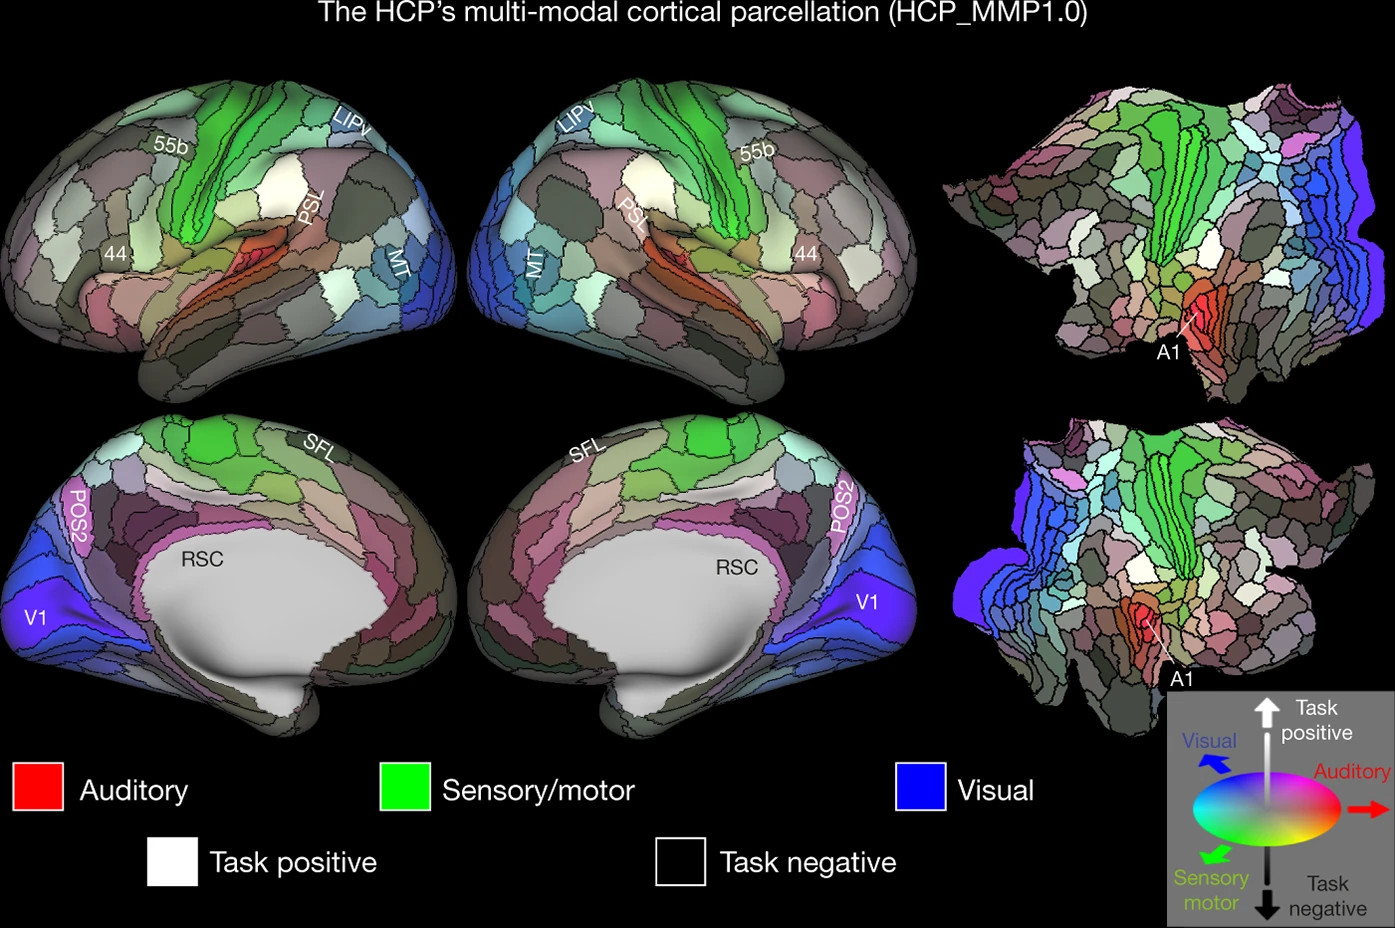 The HCP's multi-modal cortical parcellation (HCP_MMP1.0)
LIPv
55b
PSL
44
MT
LIPv
55b
PSL
44
MT
A1
SFL
POS2
RSC
V1
SFL
POS2
RSC
V1
A1
Task
positive
Visual
Auditory
Sensory
motor
Task
negative
Auditory
Sensory/motor
Visual
Task positive
Task negative